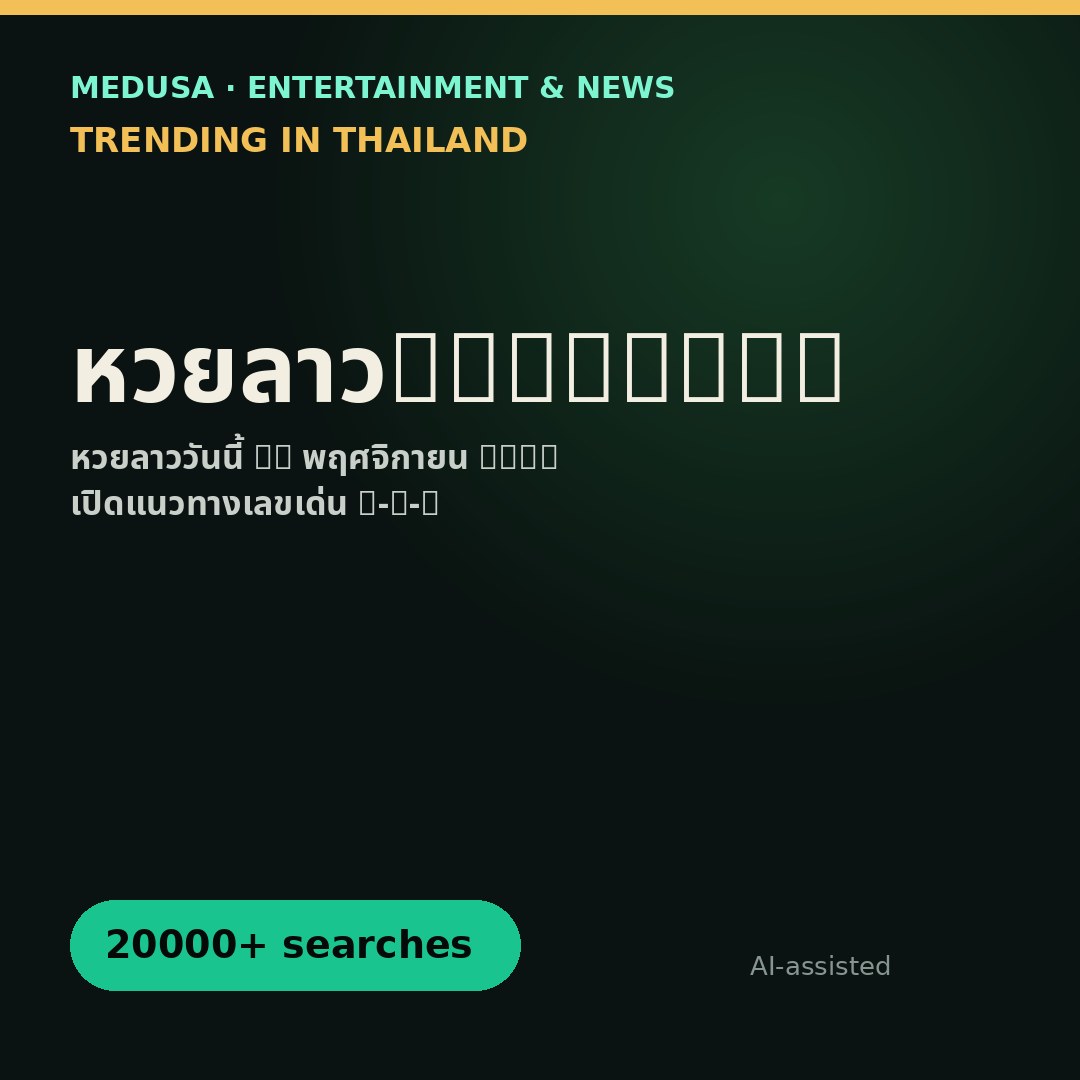 MEDUSA · ENTERTAINMENT & NEWS
TRENDING IN THAILAND
หวยลาว
หวยลาววันนี้ พฤศจิกายน
เปิดแนวทางเลขเด่น
20000+ searches
AI-assisted